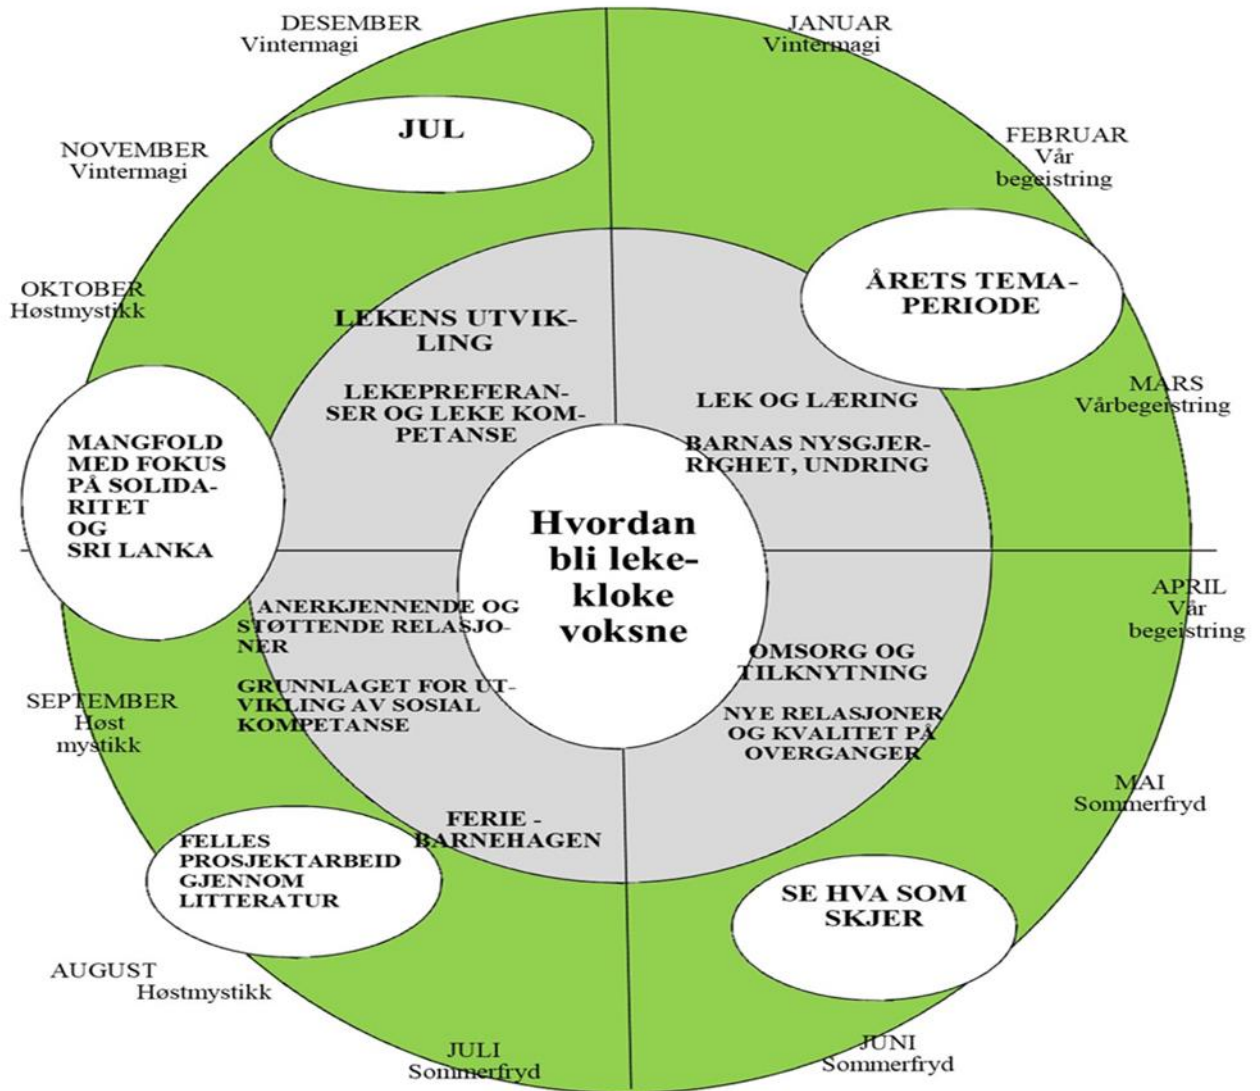 DESEMBER
Vintermagi
JANUAR
Vintermagi
JUL
NOVEMBER
Vintermagi
FEBRUAR
Vår
begeistring
ÅRETS TEMA-
PERIODE
OKTOBER
Høstmystikk
LEKENS UTVIK-
LING
LEKEPREFERAN-
SER OG LEKE KOM-
PETANSE
LEK OG LÆRING
BARNAS NYSGJER-
RIGHET, UNDRING
MARS
Vårbegeistring
MANGFOLD
MED FOKUS
PÅ SOLIDA-
RITET
OG
SRI LANKA
Hvordan
bli leke-
kloke
voksne
APRIL
Vår
begeistring
ANERKJENNENDE OG
STØTTENDE RELASJO-
NER
GRUNNLAGET FOR UT-
VIKLING AV SOSIAL
KOMPETANSE
OMSORG OG
TILKNYTNING
NYE RELASJONER
OG KVALITET PÅ
OVERGANGER
SEPTEMBER
Høst
mystikk
MAI
Sommerfryd
FERIE -
BARNEHAGEN
FELLES
PROSJEKTARBEID
GJENNOM
LITTERATUR
SE HVA SOM
SKJER
AUGUST
Høstmystikk
JULI
Sommerfryd
JUNI
Sommerfryd